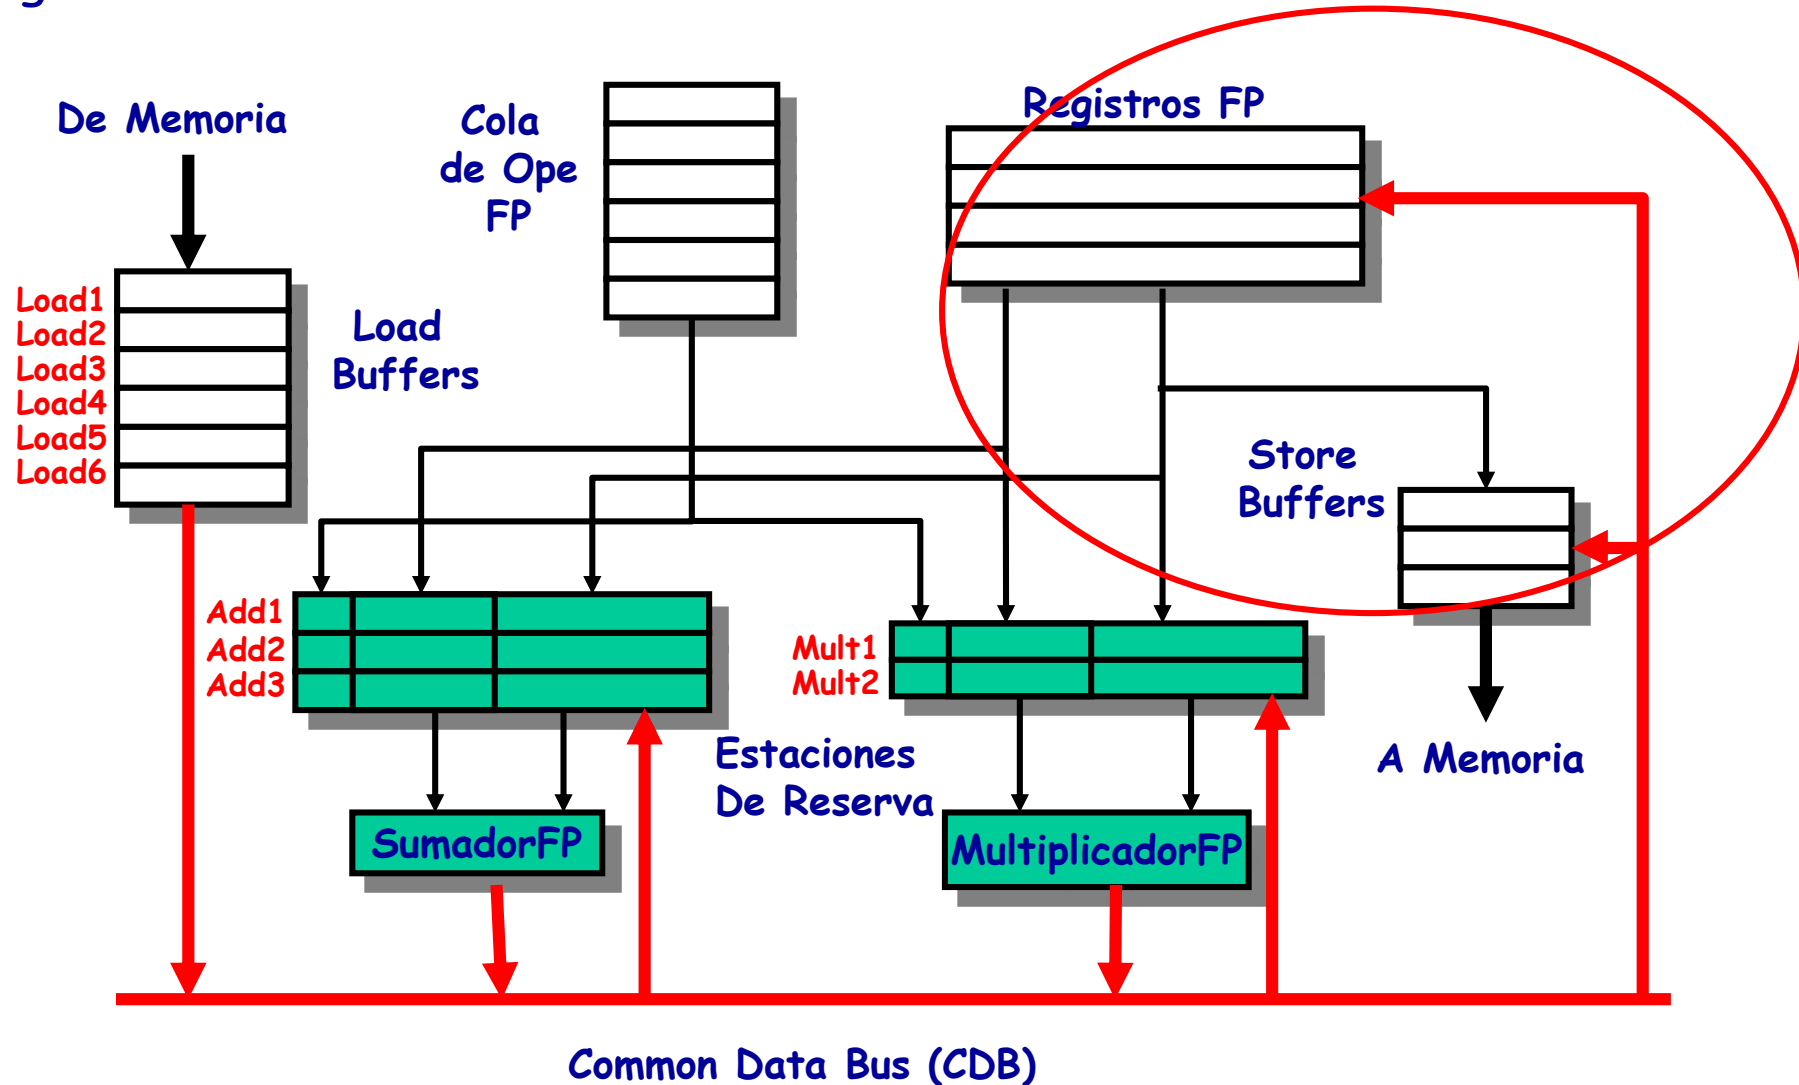 De Memoria
Cola
de Ope
FP
Registros FP
Load1
Load2
Load3
Load4
Load5
Load6
Load
Buffers
Store
Buffers
Add1
Add2
Add3
Mult1
Mult2
Estaciones
De Reserva
A Memoria
SumadorFP
MultiplicadorFP
Common Data Bus (CDB)